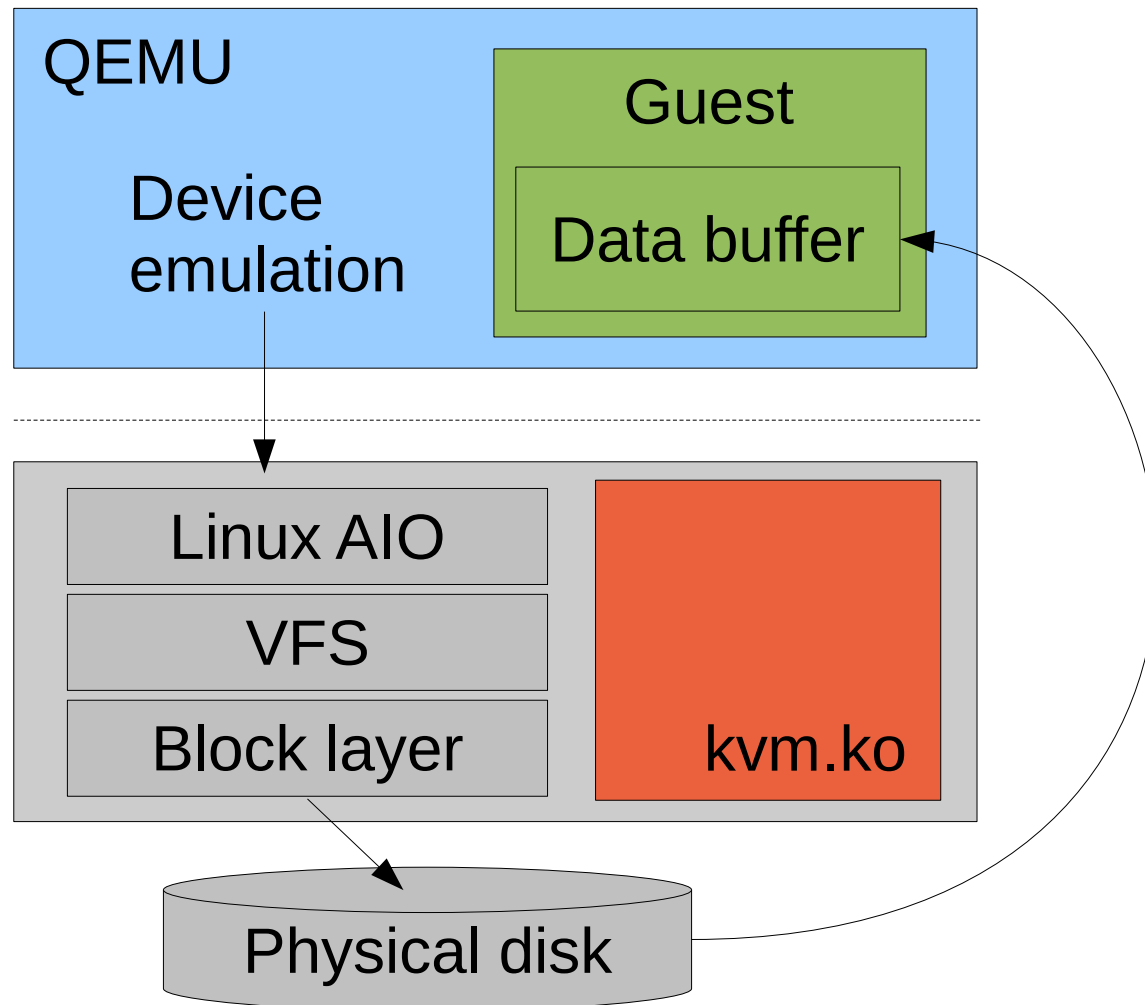 QEMU
Guest
Device
emulation
Data buffer
Linux AIO
VFS
Block layer
kvm.ko
Physical disk